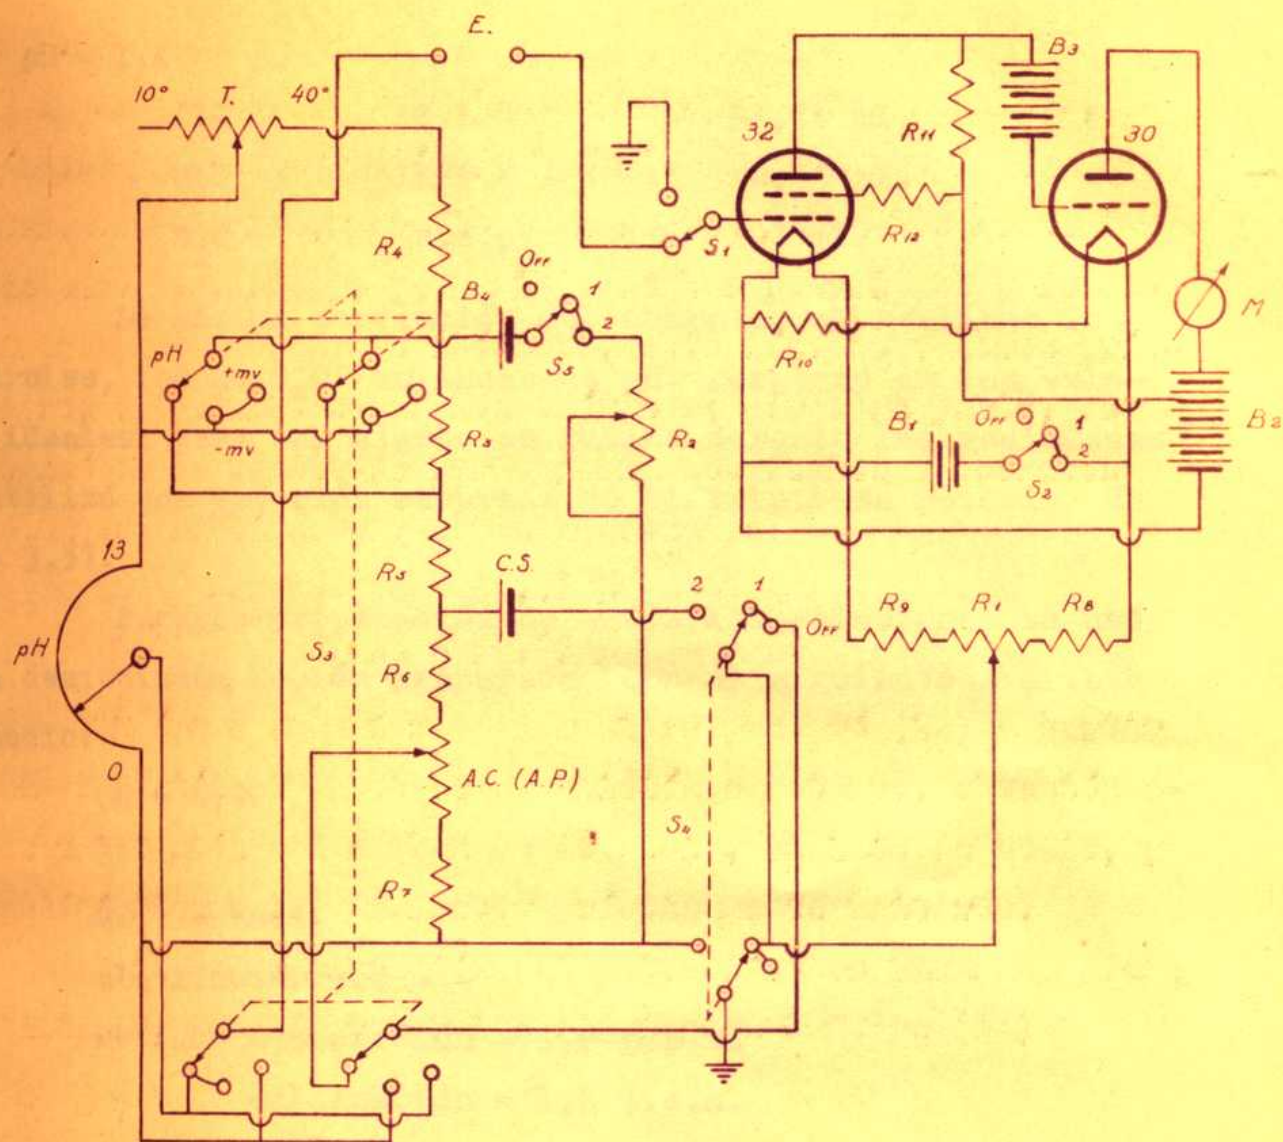 E.
10° T. 40°
B3
32
30
R11
R12
S1
R4
Off
B4
1
2
S5
M
pH
+mv
-mv
R10
R3
R2
Off
1
B1
2
S2
B2
13
R5
C.S.
2
1
Off
R9
R1
R8
pH
S3
R6
0
A.C. (A.P.)
S4
R7